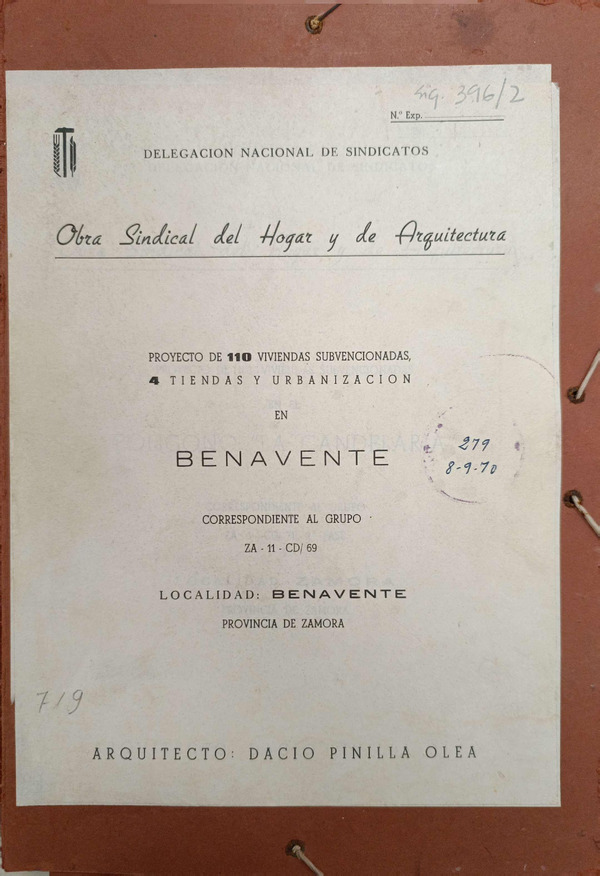 Sig. 396/2
N.º Exp.
DELEGACION NACIONAL DE SINDICATOS
Obra Sindical del Hogar y de Arquitectura
PROYECTO DE 110 VIVIENDAS SUBVENCIONADAS,
4 TIENDAS Y URBANIZACION
EN
BENAVENTE
279
8-9-70
CORRESPONDIENTE AL GRUPO
ZA - 11 - CD/ 69
LOCALIDAD: BENAVENTE
PROVINCIA DE ZAMORA
719
ARQUITECTO: DACIO PINILLA OLEA